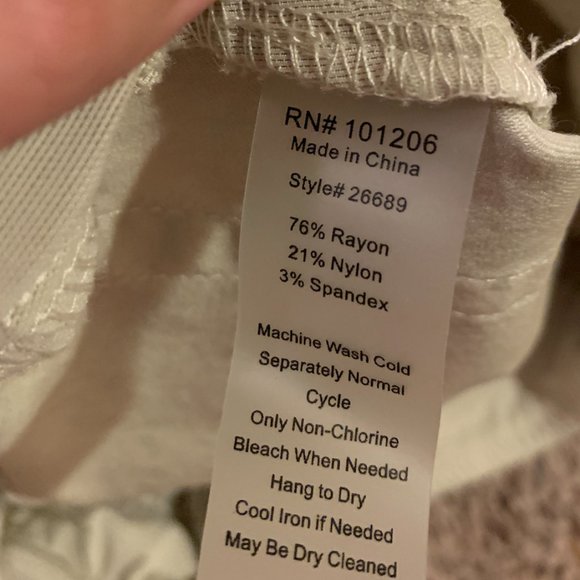 RN# 101206
Made in China
Style# 26689
76% Rayon
21% Nylon
3% Spandex
Machine Wash Cold
Separately Normal
Cycle
Only Non-Chlorine
Bleach When Needed
Hang to Dry
Cool Iron if Needed
May Be Dry Cleaned